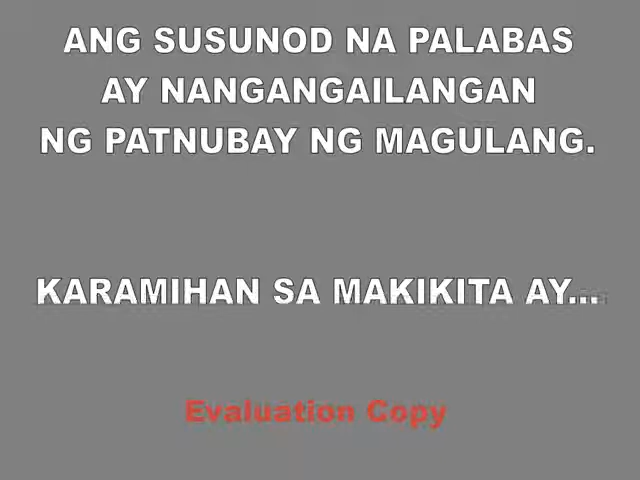 ANG SUSUNOD NA PALABAS
AY NANGANGAILANGAN
NG PATNUBAY NG MAGULANG.
KARAMIHAN SA MAKIKITA AY...
Evaluation Copy